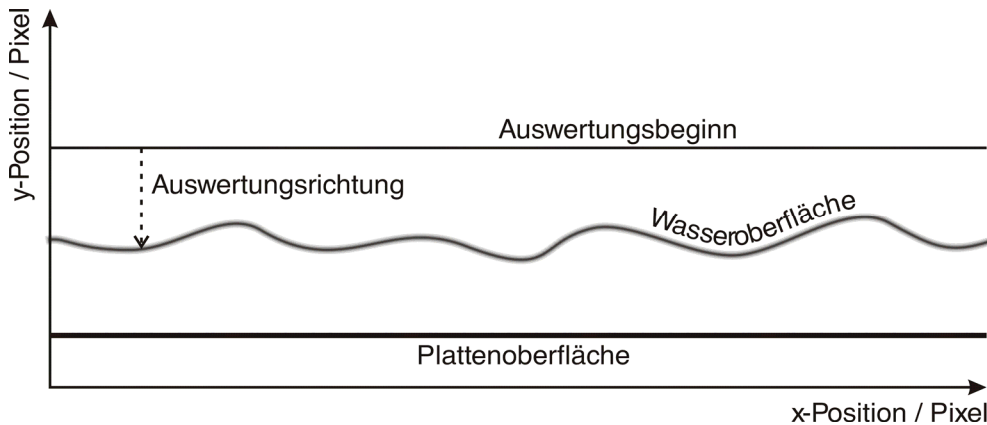 y-Position / Pixel
Auswertungsbeginn
Auswertungsrichtung
Wasseroberfläche
Plattenoberfläche
x-Position / Pixel